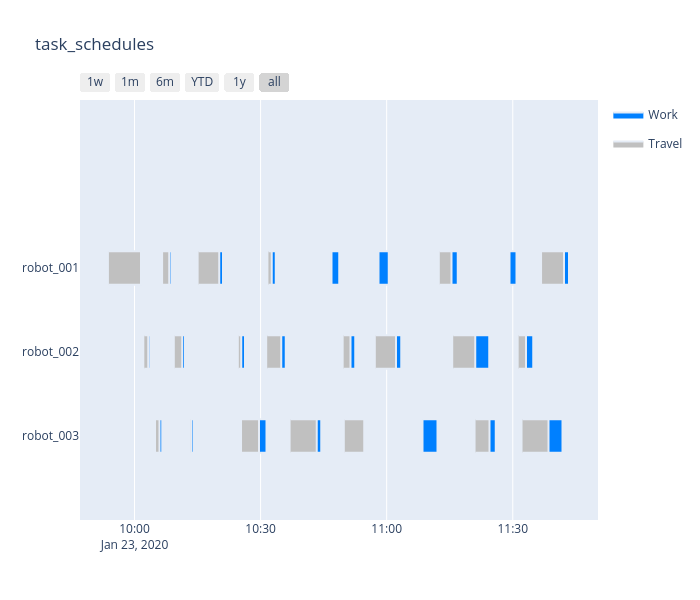 task_schedules
1w 1m 6m YTD 1y all
Work
Travel
robot_001
robot_002
robot_003
10:00 10:30 11:00 11:30
Jan 23, 2020